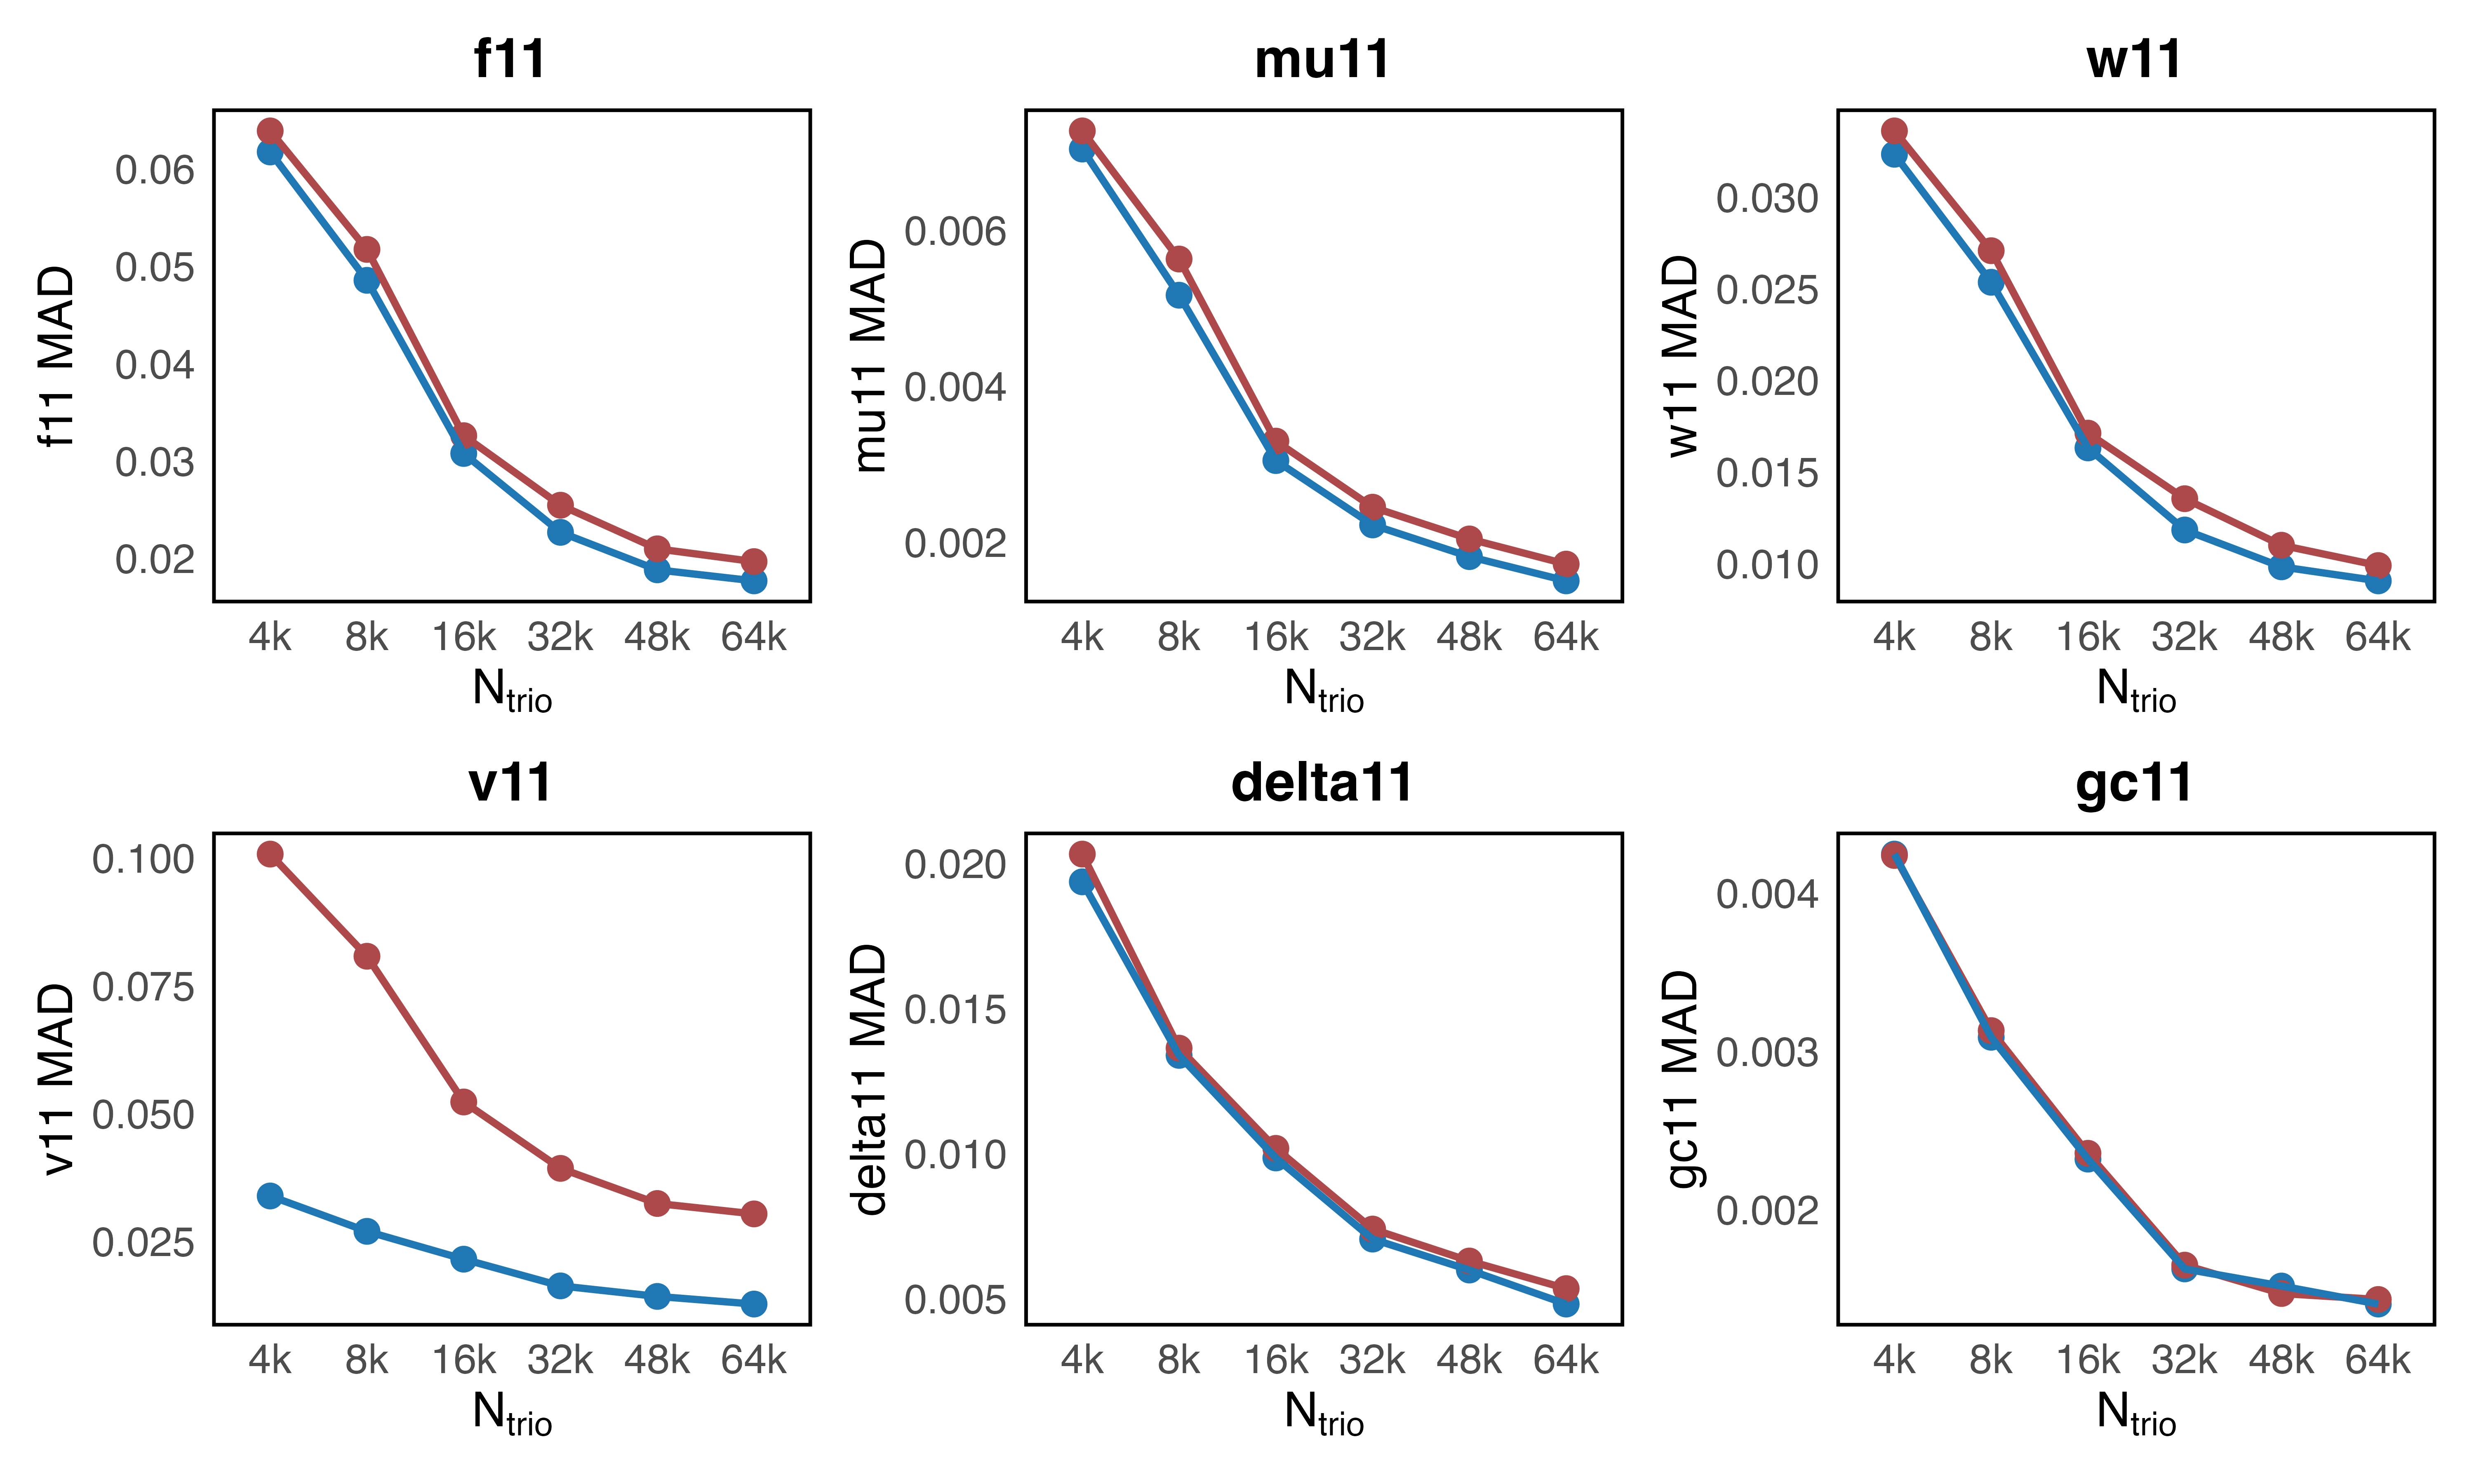 f11
f11 MAD
0.06
0.05
0.04
0.03
0.02
4k 8k 16k 32k 48k 64k
Ntrio
mu11
mu11 MAD
0.006
0.004
0.002
4k 8k 16k 32k 48k 64k
Ntrio
w11
w11 MAD
0.030
0.025
0.020
0.015
0.010
4k 8k 16k 32k 48k 64k
Ntrio
v11
v11 MAD
0.100
0.075
0.050
0.025
4k 8k 16k 32k 48k 64k
Ntrio
delta11
delta11 MAD
0.020
0.015
0.010
0.005
4k 8k 16k 32k 48k 64k
Ntrio
gc11
gc11 MAD
0.004
0.003
0.002
4k 8k 16k 32k 48k 64k
Ntrio